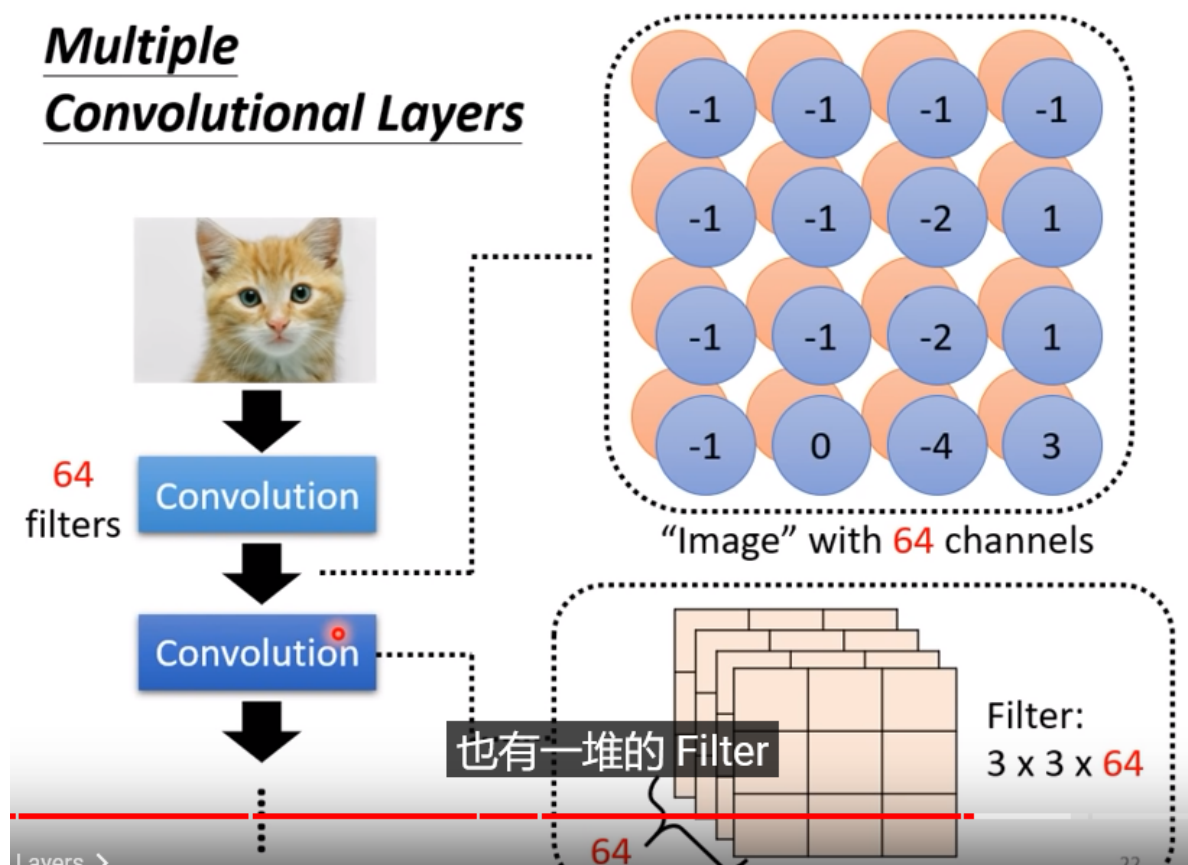 Multiple
Convolutional Layers
-1 -1 -1 -1
-1 -1 -2 1
-1 -1 -2 1
-1 0 -4 3
“Image” with 64 channels
64
filters
Convolution
Convolution
Filter:
3 x 3 x 64
也有一堆的 Filter
64
Layers >
22